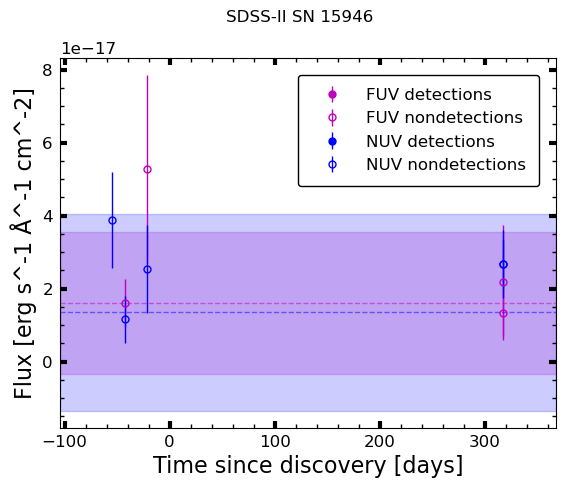 SDSS-II SN 15946
1e−17
8
6
4
2
0
Flux [erg s^-1 Å^-1 cm^-2]
FUV detections
FUV nondetections
NUV detections
NUV nondetections
−100
0
100
200
300
Time since discovery [days]